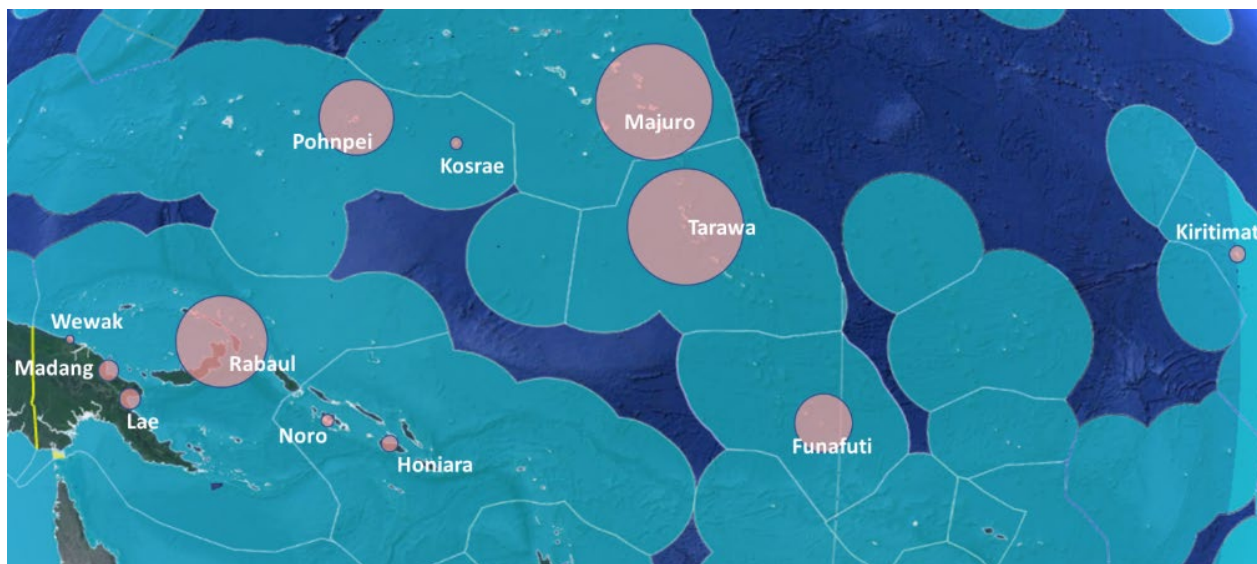 Majuro
Pohnpei
Kosrae
Tarawa
Kiritimat
Wewak
Madang
Rabaul
Lae
Noro
Honiara
Funafuti